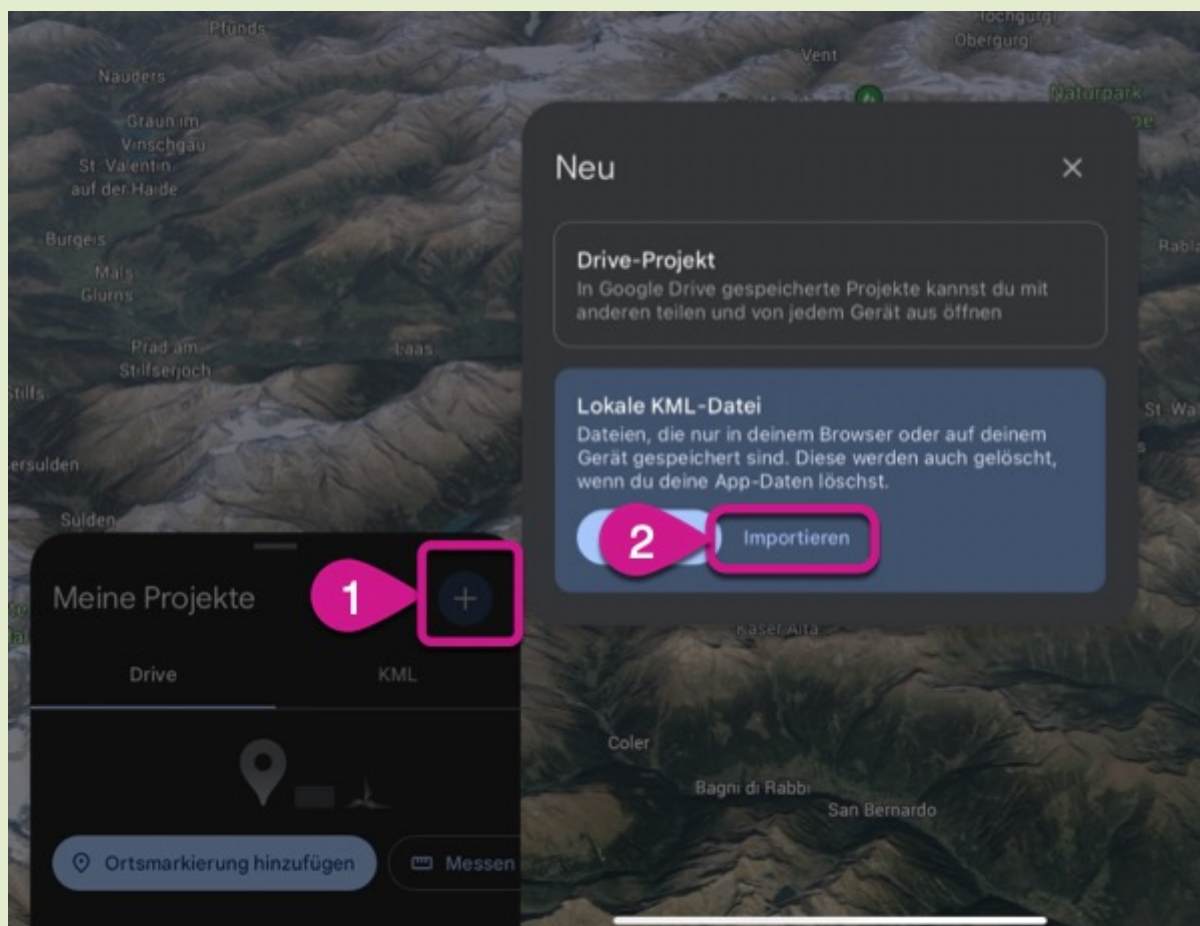 Pfunds
Hochgurgl
Obergurgl
Vent
Nauders
Naturpark
Graun im
Vinschgau
St. Valentin
auf der Haide
Burgeis
Mals
Glurns
Prad am
Stilfserjoch
Laas
Stilfs
Sulden
Neu
Drive-Projekt
In Google Drive gespeicherte Projekte kannst du mit
anderen teilen und von jedem Gerät aus öffnen
Lokale KML-Datei
Dateien, die nur in deinem Browser oder auf deinem
Gerät gespeichert sind. Diese werden auch gelöscht,
wenn du deine App-Daten löschst.
2
Importieren
Meine Projekte
1
+
Drive
KML
Ortsmarkierung hinzufügen
Messen
Kaser Alta
Coler
Bagni di Rabbi
San Bernardo